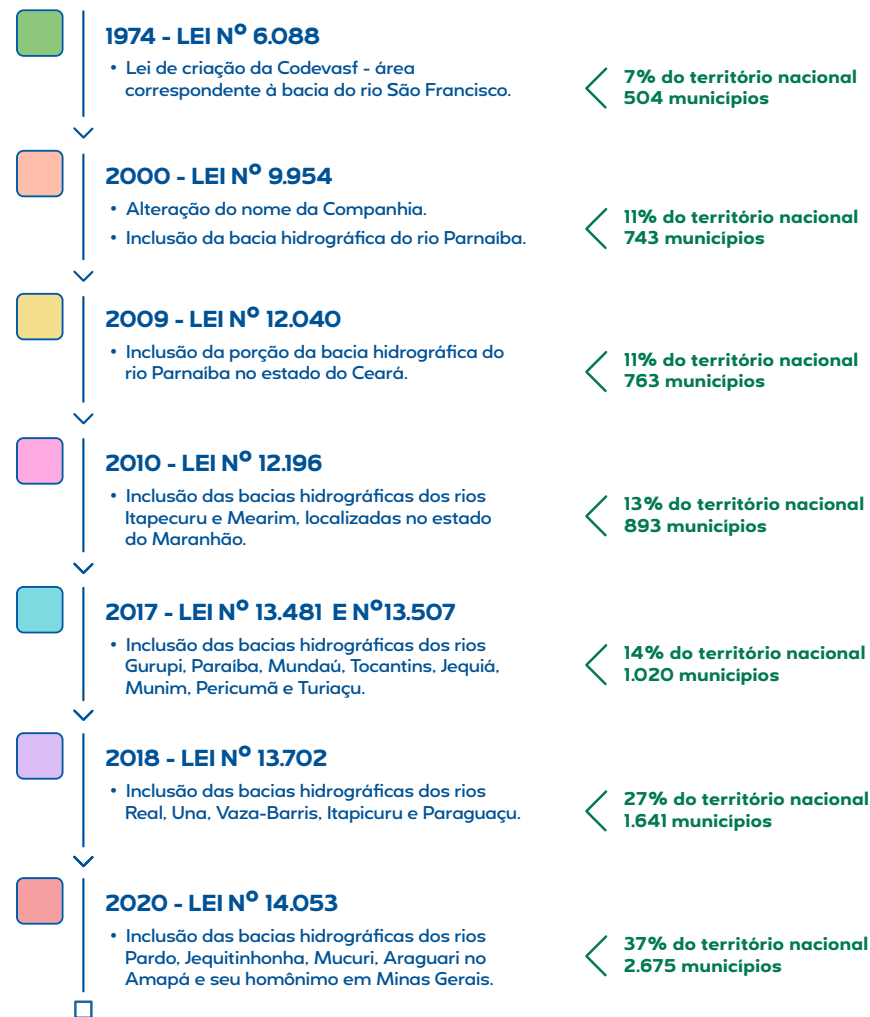 1974 - LEI Nº 6.088
• Lei de criação da Codevasf - área
correspondente à bacia do rio São Francisco.
7% do território nacional
504 municípios
2000 - LEI Nº 9.954
• Alteração do nome da Companhia.
• Inclusão da bacia hidrográfica do rio Parnaíba.
11% do território nacional
743 municípios
2009 - LEI Nº 12.040
• Inclusão da porção da bacia hidrográfica do
rio Parnaíba no estado do Ceará.
11% do território nacional
763 municípios
2010 - LEI Nº 12.196
• Inclusão das bacias hidrográficas dos rios
Itapecuru e Mearim, localizadas no estado
do Maranhão.
13% do território nacional
893 municípios
2017 - LEI Nº 13.481 E Nº13.507
• Inclusão das bacias hidrográficas dos rios
Gurupi, Paraíba, Mundaú, Tocantins, Jequiá,
Munim, Pericumã e Turiaçu.
14% do território nacional
1.020 municípios
2018 - LEI Nº 13.702
• Inclusão das bacias hidrográficas dos rios
Real, Una, Vaza-Barris, Itapicuru e Paraguaçu.
27% do território nacional
1.641 municípios
2020 - LEI Nº 14.053
• Inclusão das bacias hidrográficas dos rios
Pardo, Jequitinhonha, Mucuri, Araguari no
Amapá e seu homônimo em Minas Gerais.
37% do território nacional
2.675 municípios